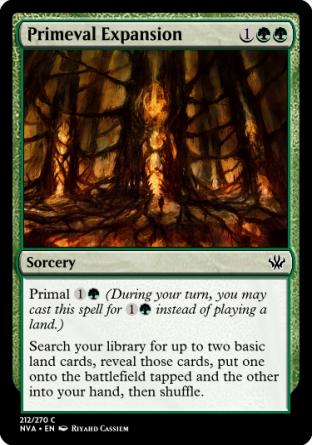 Primeval Expansion 1
Sorcery
Primal 1 (During your turn, you may
cast this spell for 1 instead of playing a
land.)
Search your library for up to two basic
land cards, reveal those cards, put one
onto the battlefield tapped and the other
into your hand, then shuffle.
212/270 C
NVA • EN Riyahd Cassiem